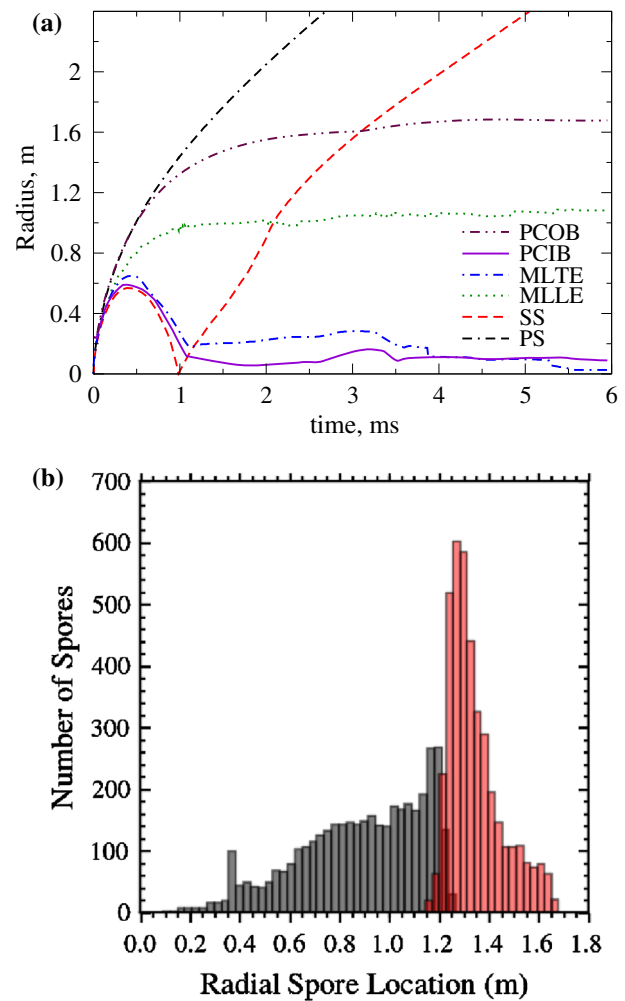 (a)
Radius, m
2
1.6
1.2
0.8
0.4
0
PCOB
PCIB
MLTE
MLLE
SS
PS
0 1 2 3 4 5 6
time, ms
(b)
Number of Spores
700
600
500
400
300
200
100
0
0.0 0.2 0.4 0.6 0.8 1.0 1.2 1.4 1.6 1.8
Radial Spore Location (m)